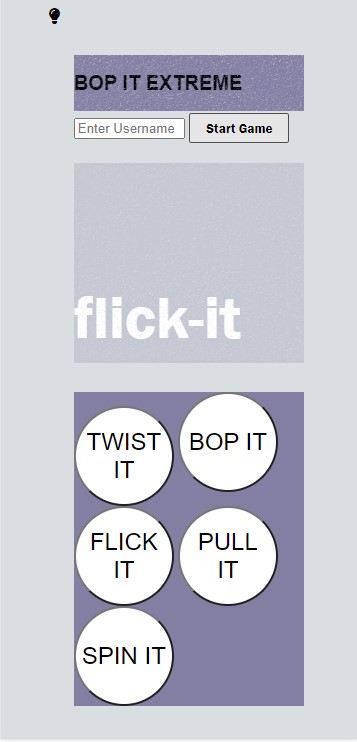 BOP IT EXTREME
Enter Username Start Game
flick-it
TWIST
IT
BOP IT
FLICK
IT
PULL
IT
SPIN IT